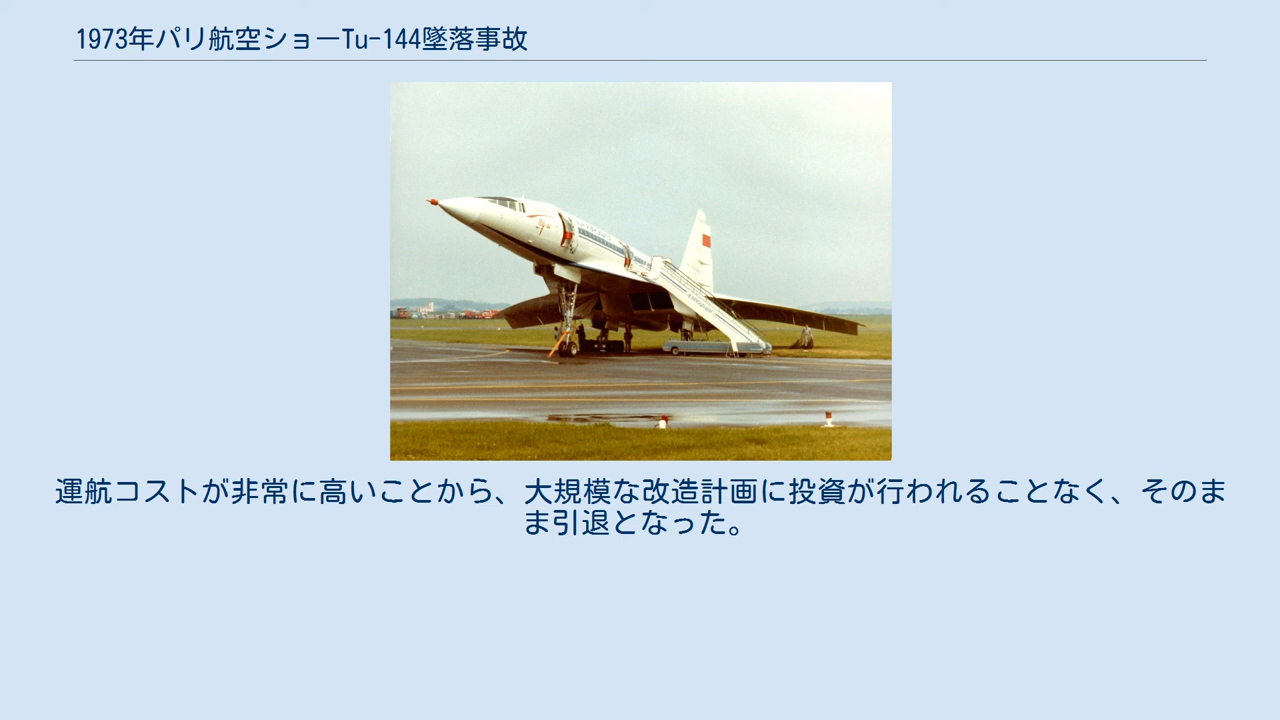 1973年パリ航空ショーTu-144墜落事故
運航コストが非常に高いことから、大規模な改造計画に投資が行われることなく、そのま
ま引退となった。